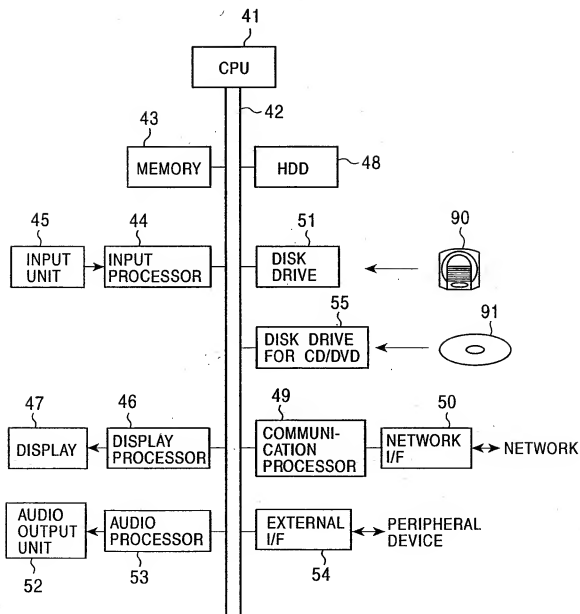 41
CPU
42
43
MEMORY
HDD
48
45
INPUT
UNIT
44
INPUT
PROCESSOR
51
DISK
DRIVE
90
55
DISK DRIVE
FOR CD/DVD
91
47
DISPLAY
46
DISPLAY
PROCESSOR
49
COMMUNI-
CATION
PROCESSOR
50
NETWORK
I/F
NETWORK
AUDIO
OUTPUT
UNIT
52
AUDIO
PROCESSOR
53
EXTERNAL
I/F
54
PERIPHERAL
DEVICE